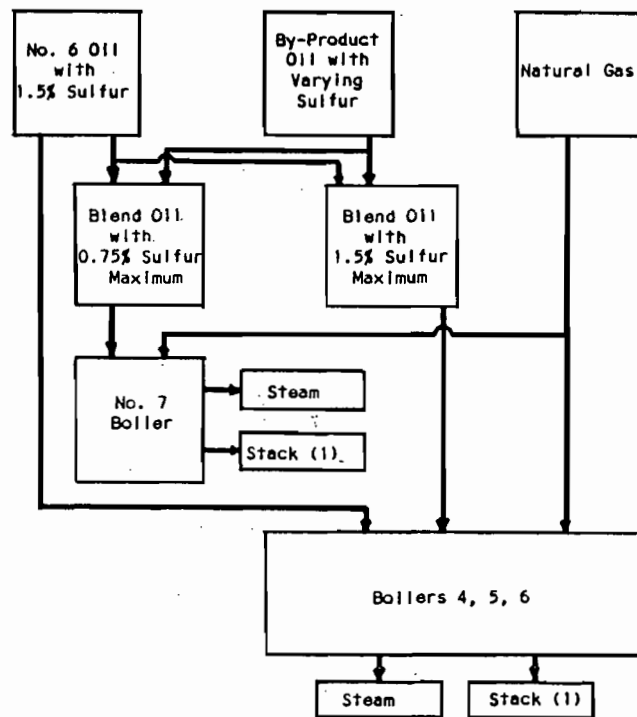 No. 6 Oil
with
1.5% Sulfur
By-Product
Oil with
Varying
Sulfur
Natural Gas
Blend Oil
with
0.75% Sulfur
Maximum
Blend Oil
with
1.5% Sulfur
Maximum
No. 7
Boiler
Steam
Stack (1)
Boilers 4, 5, 6
Steam
Stack (1)